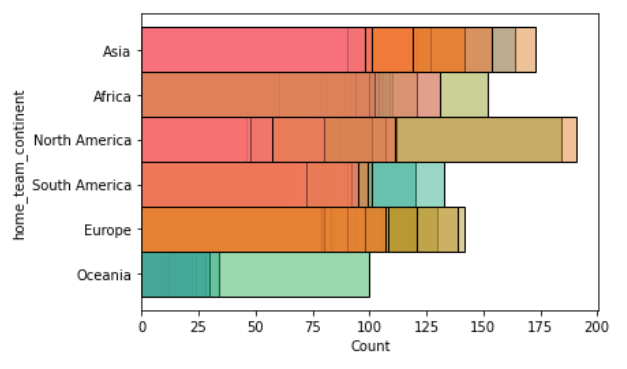 home_team_continent
Asia
Africa
North America
South America
Europe
Oceania
0 25 50 75 100 125 150 175 200
Count